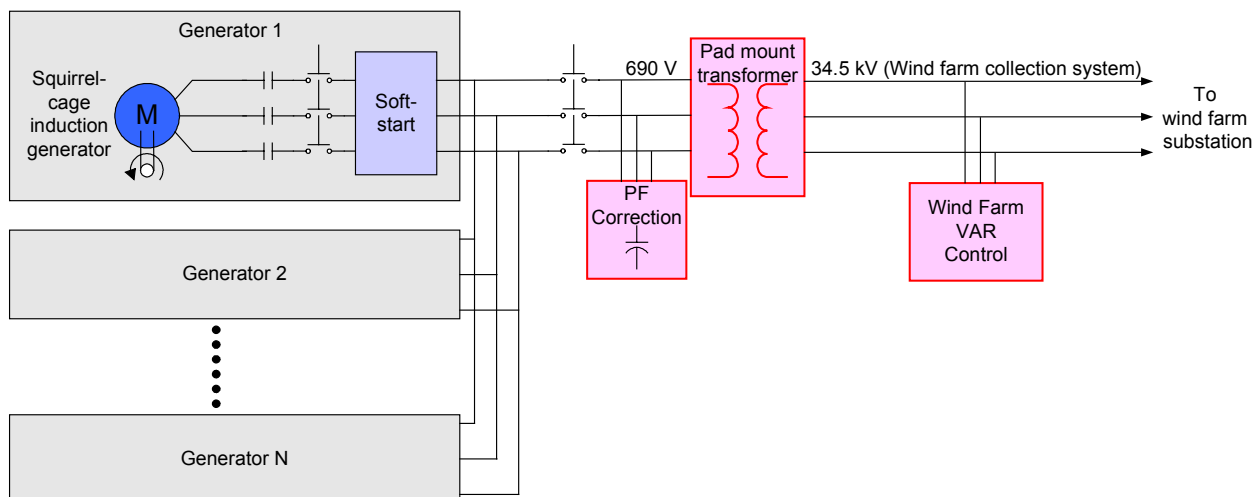 Generator 1
Squirrel-
cage
induction
generator
M
Soft-
start
690 V
Pad mount
transformer
34.5 kV (Wind farm collection system)
To
wind farm
substation
PF
Correction
Wind Farm
VAR
Control
Generator 2
Generator N